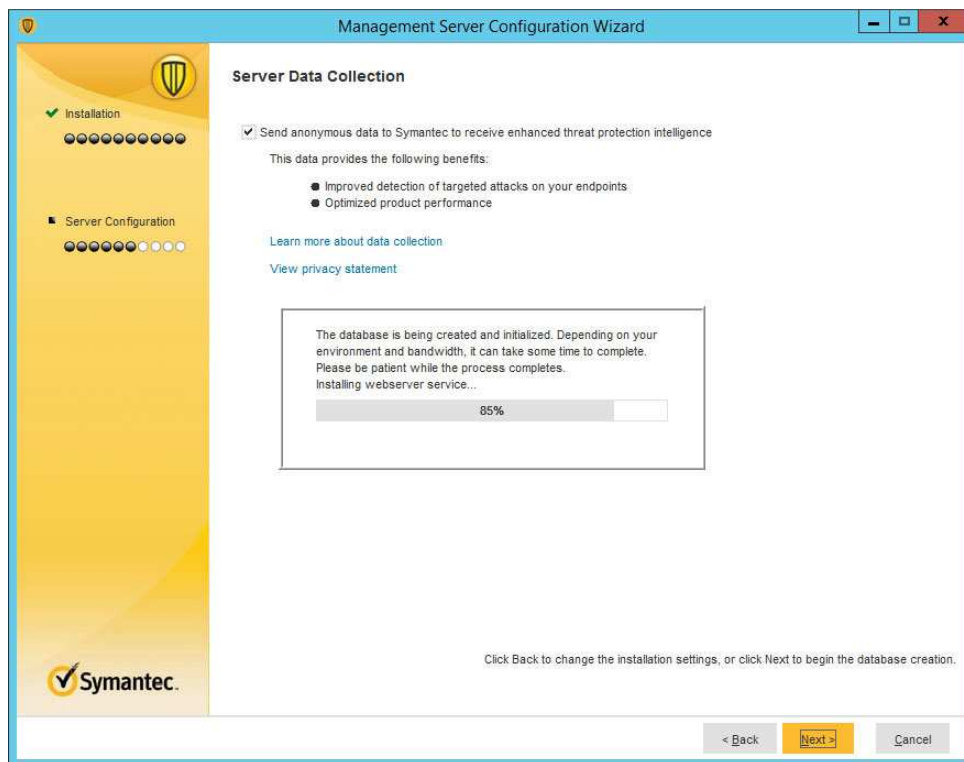 Management Server Configuration Wizard
Installation
Server Configuration
Symantec.
Server Data Collection
Send anonymous data to Symantec to receive enhanced threat protection intelligence
This data provides the following benefits:
Improved detection of targeted attacks on your endpoints
Optimized product performance
Learn more about data collection
View privacy statement
The database is being created and initialized. Depending on your
environment and bandwidth, it can take some time to complete.
Please be patient while the process completes.
Installing webserver service...
85%
Click Back to change the installation settings, or click Next to begin the database creation.
< Back
Next >
Cancel